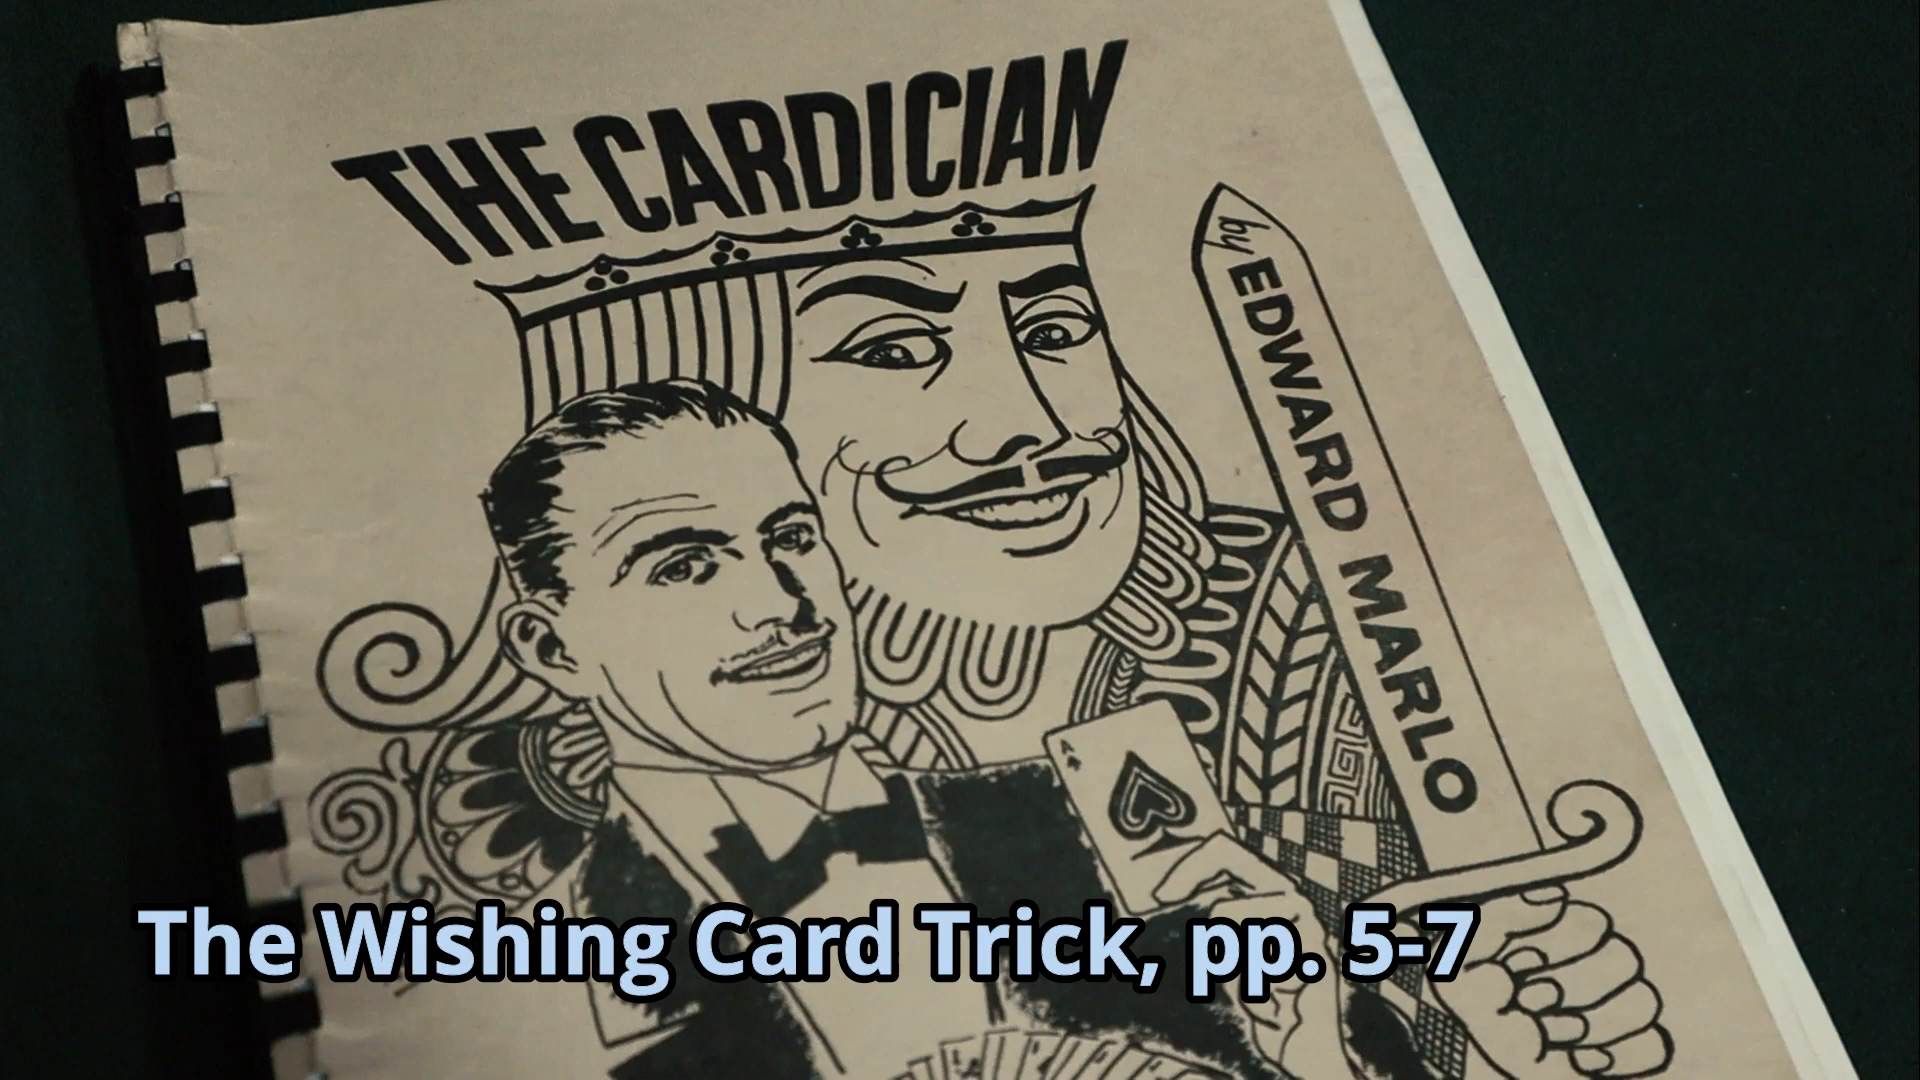 THE CARDICIAN
by EDWARD MARLO
A
The Wishing Card Trick, pp. 5-7